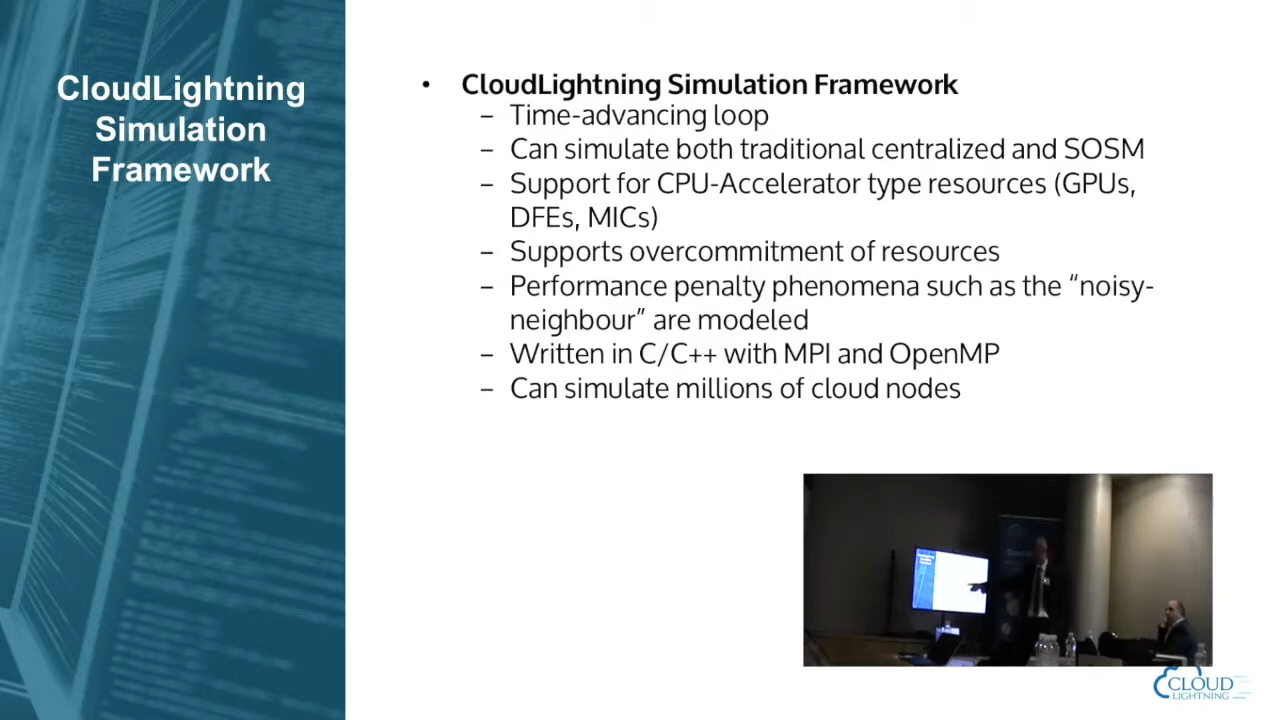 CloudLightning
Simulation
Framework
• CloudLightning Simulation Framework
– Time-advancing loop
– Can simulate both traditional centralized and SOSM
– Support for CPU-Accelerator type resources (GPUs,
DFEs, MICs)
– Supports overcommitment of resources
– Performance penalty phenomena such as the “noisy-
neighbour” are modeled
– Written in C/C++ with MPI and OpenMP
– Can simulate millions of cloud nodes
CLOUD
LIGHTNING